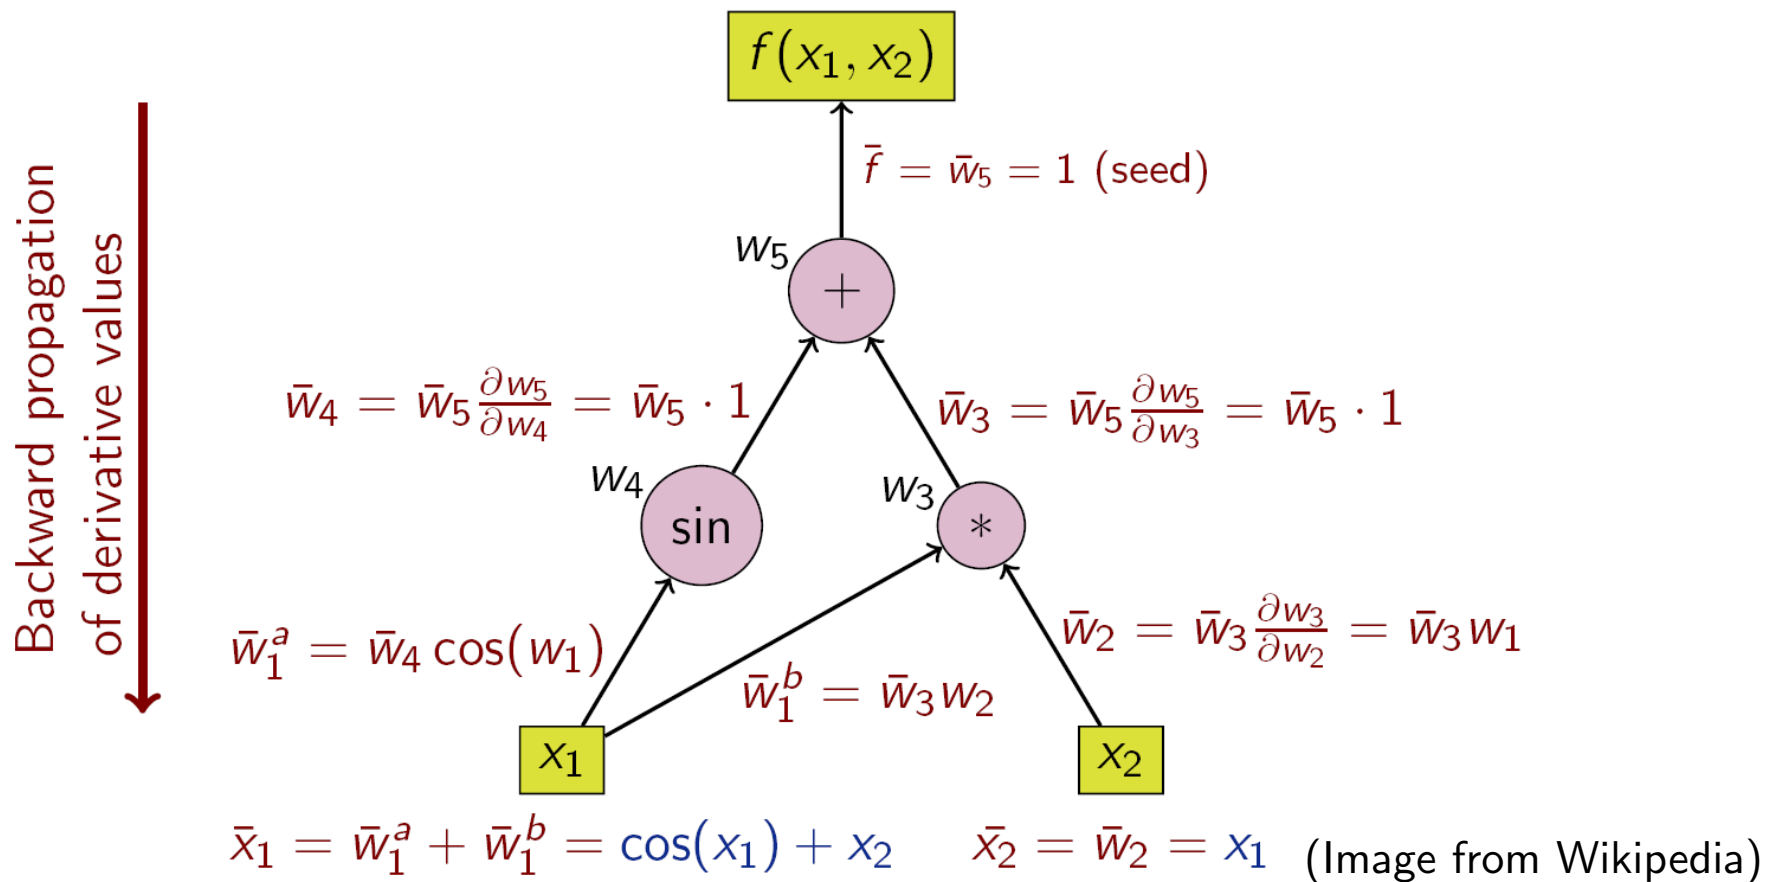 f(x₁, x₂)
f̄ = w̄₅ = 1 (seed)
w₅
+
w̄₄ = w̄₅ ∂w₅/∂w₄ = w̄₅ · 1
w̄₃ = w̄₅ ∂w₅/∂w₃ = w̄₅ · 1
w₄
sin
w₃
*
w̄₁ᵃ = w̄₄ cos(w₁)
w̄₁ᵇ = w̄₃w₂
w̄₂ = w̄₃ ∂w₃/∂w₂ = w̄₃w₁
x₁
x₂
x̄₁ = w̄₁ᵃ + w̄₁ᵇ = cos(x₁) + x₂
x̄₂ = w̄₂ = x₁
(Image from Wikipedia)
Backward propagation
of derivative values